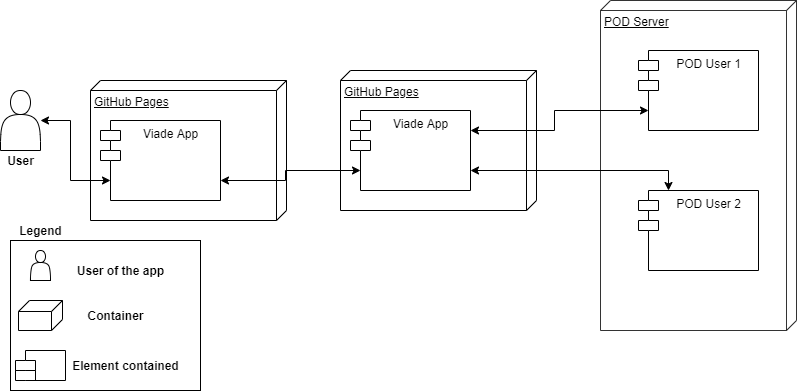 POD Server
POD User 1
GitHub Pages
GitHub Pages
Viade App
Viade App
User
POD User 2
Legend
User of the app
Container
Element contained